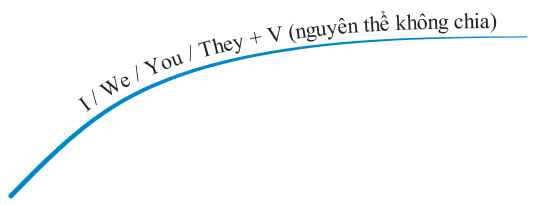 I / We / You / They + V (nguyên thể không chia)